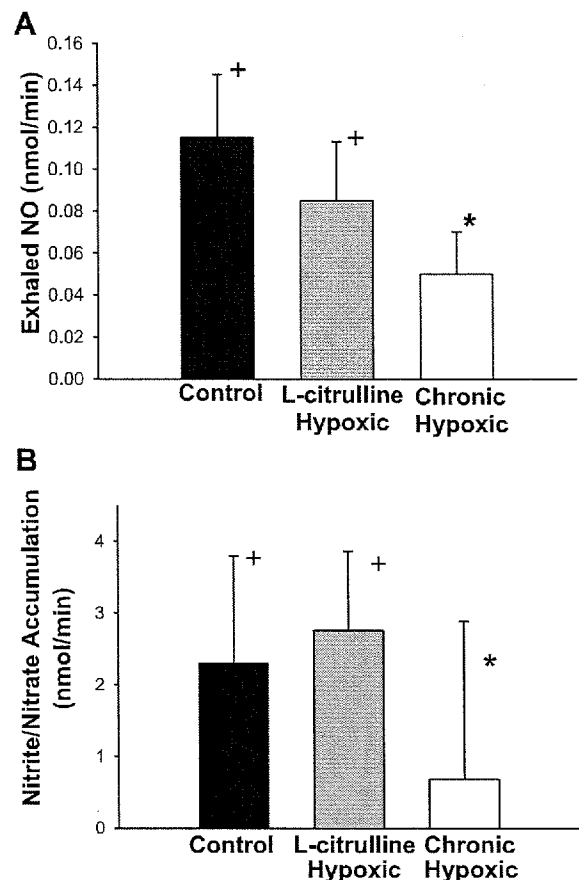 A
Exhaled NO (nmol/min)
0.16
0.14
0.12
0.10
0.08
0.06
0.04
0.02
0.00
+
+
*
Control
L-citrulline
Hypoxic
Chronic
Hypoxic
B
Nitrite/Nitrate Accumulation
(nmol/min)
4
3
2
1
0
+
+
*
Control
L-citrulline
Hypoxic
Chronic
Hypoxic